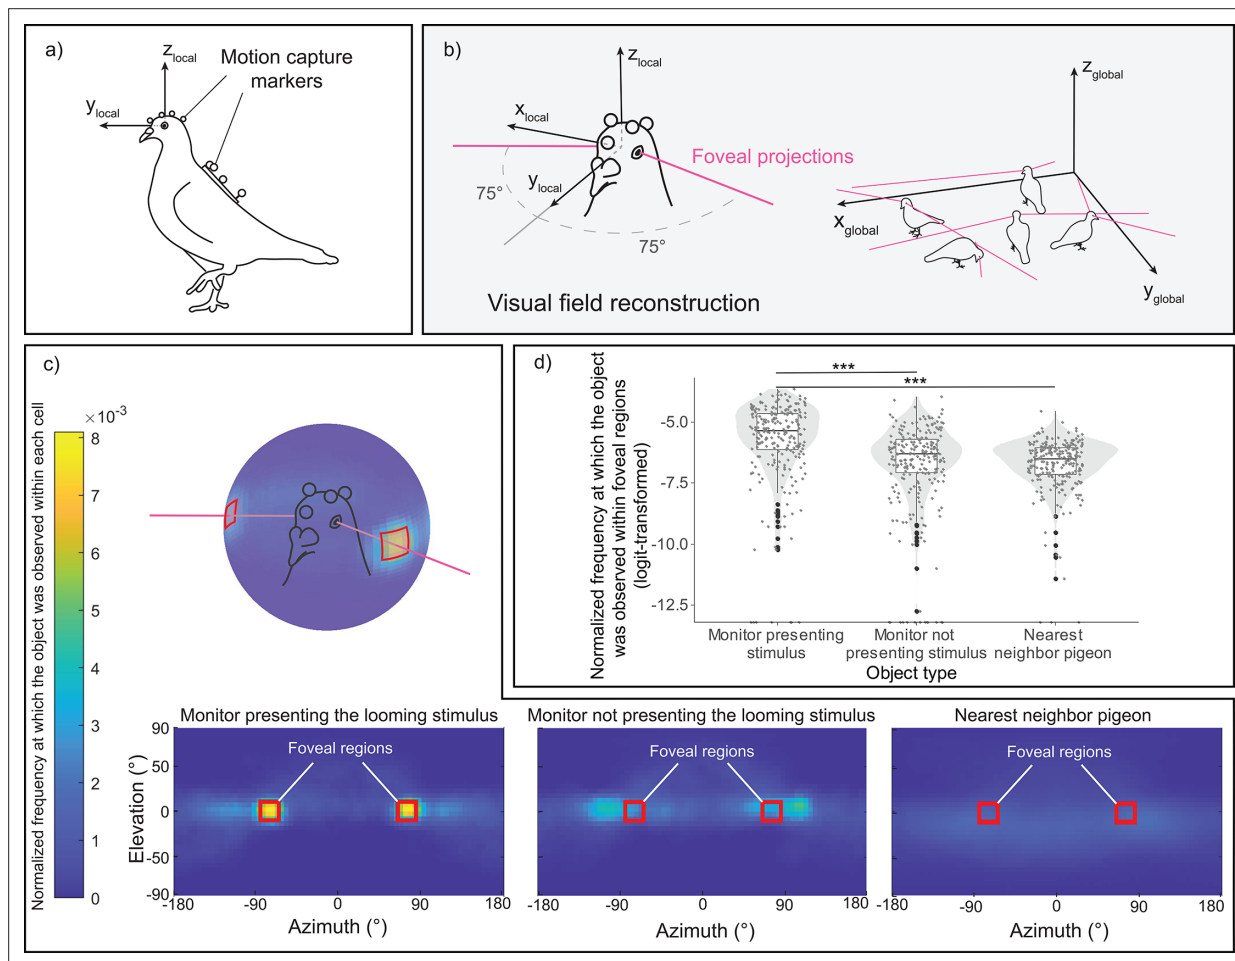 a)
z local
Motion capture
markers
y local
b)
z local
x local
Foveal projections
y local
75°
75°
Visual field reconstruction
z global
x global
y global
c)
Normalized frequency at which the object was observed within each cell
×10-3
8
7
6
5
4
3
2
1
0
d)
Normalized frequency at which the object
was observed within foveal regions
(logit-transformed)
***
***
-5.0
-7.5
-10.0
-12.5
Monitor presenting
stimulus
Monitor not
presenting stimulus
Nearest
neighbor pigeon
Object type
Monitor presenting the looming stimulus
Foveal regions
Elevation (°)
90
50
0
-50
-90
-180
-90
0
90
180
Azimuth (°)
Monitor not presenting the looming stimulus
Foveal regions
-180
-90
0
90
180
Azimuth (°)
Nearest neighbor pigeon
Foveal regions
-180
-90
0
90
180
Azimuth (°)